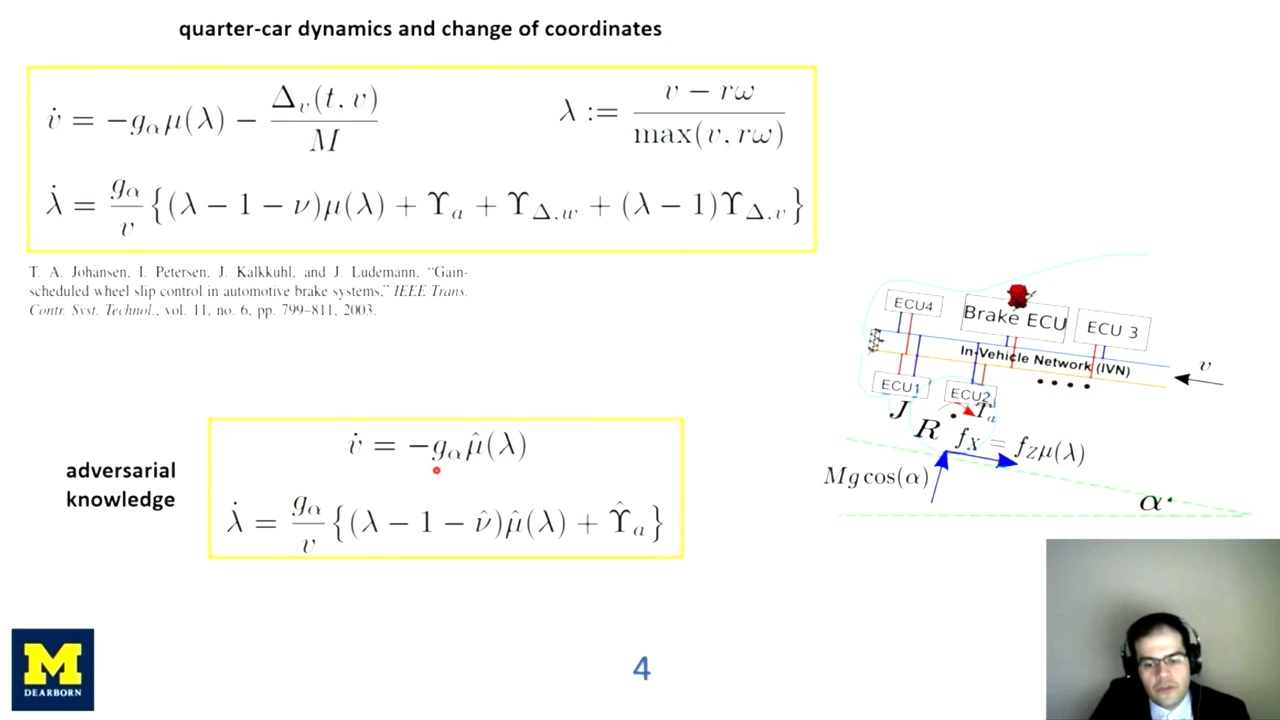 quarter-car dynamics and change of coordinates
v̇ = −g_α μ(λ) − Δ_v(t, v) / M
λ := (v − rω) / max(v, rω)
λ̇ = g_α / v {(λ − 1 − ν)μ(λ) + ϒ_a + ϒ_Δ,w + (λ − 1)ϒ_Δ,v}
T. A. Johansen, I. Petersen, J. Kalkkuhl, and J. Ludemann, “Gain-
scheduled wheel slip control in automotive brake systems,” IEEE Trans.
Contr. Syst. Technol., vol. 11, no. 6, pp. 799–811, 2003.
ECU4
Brake ECU
ECU 3
In-Vehicle Network (IVN)
v
ECU1
ECU2
J
T_a
R
f_X = f_Z μ(λ)
Mg cos(α)
α
adversarial
knowledge
v̇ = −g_α μ̂(λ)
λ̇ = g_α / v {(λ − 1 − ν̂)μ̂(λ) + ϒ̂_a}
M
DEARBORN
4